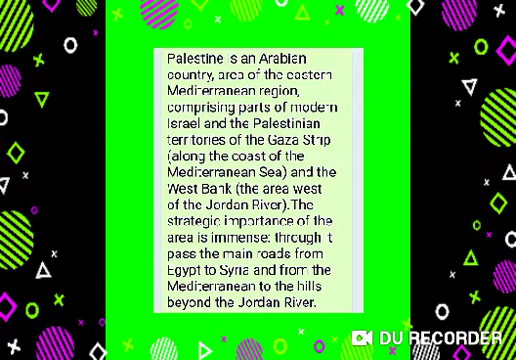 Palestine is an Arabian
country, area of the eastern
Mediterranean region,
comprising parts of modern
Israel and the Palestinian
territories of the Gaza Strip
(along the coast of the
Mediterranean Sea) and the
West Bank (the area west
of the Jordan River).The
strategic importance of the
area is immense: through it
pass the main roads from
Egypt to Syria and from the
Mediterranean to the hills
beyond the Jordan River.
DU RECORDER